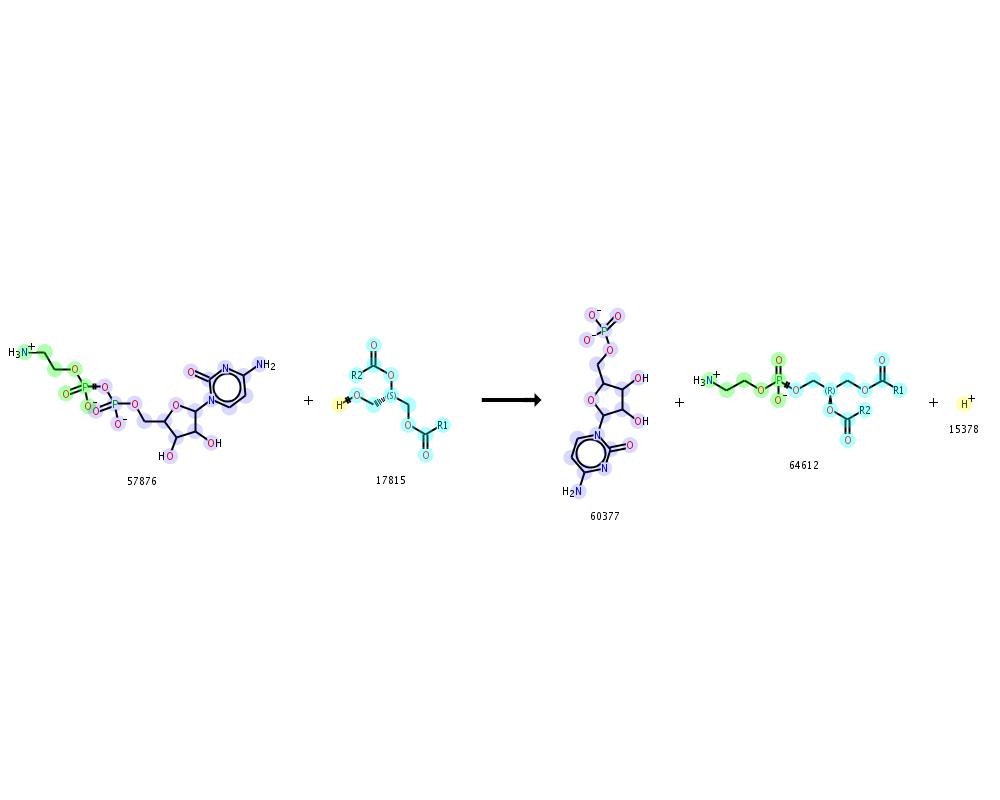 H3N+ O P O O O− O P O− O O O N N NH2 HO OH
57876
+
O R2 O H O (S) O R1 O
17815
O− O P O− O OH O OH N O N H2N
60377
+
H3N+ O O P O− O (R) O O R1 O R2 O
64612
+
H+
15378